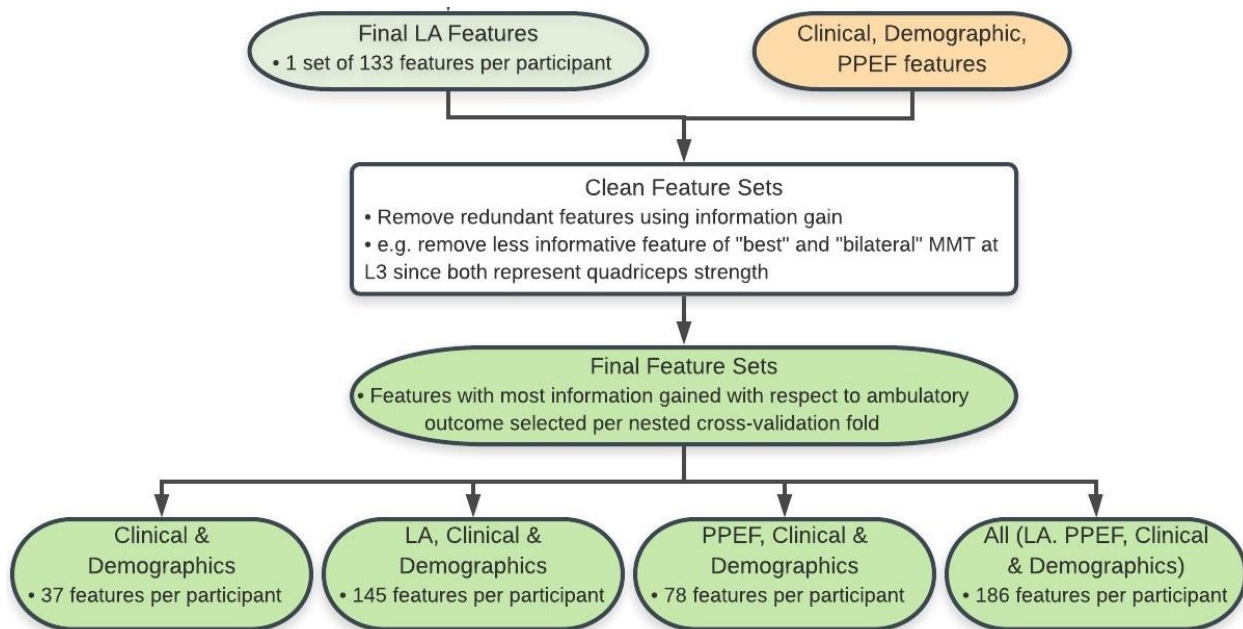 Final LA Features
• 1 set of 133 features per participant
Clinical, Demographic,
PPEF features
Clean Feature Sets
• Remove redundant features using information gain
• e.g. remove less informative feature of "best" and "bilateral" MMT at
L3 since both represent quadriceps strength
Final Feature Sets
• Features with most information gained with respect to ambulatory
outcome selected per nested cross-validation fold
Clinical &
Demographics
• 37 features per participant
LA, Clinical &
Demographics
• 145 features per participant
PPEF, Clinical &
Demographics
• 78 features per participant
All (LA. PPEF, Clinical
& Demographics)
• 186 features per participant